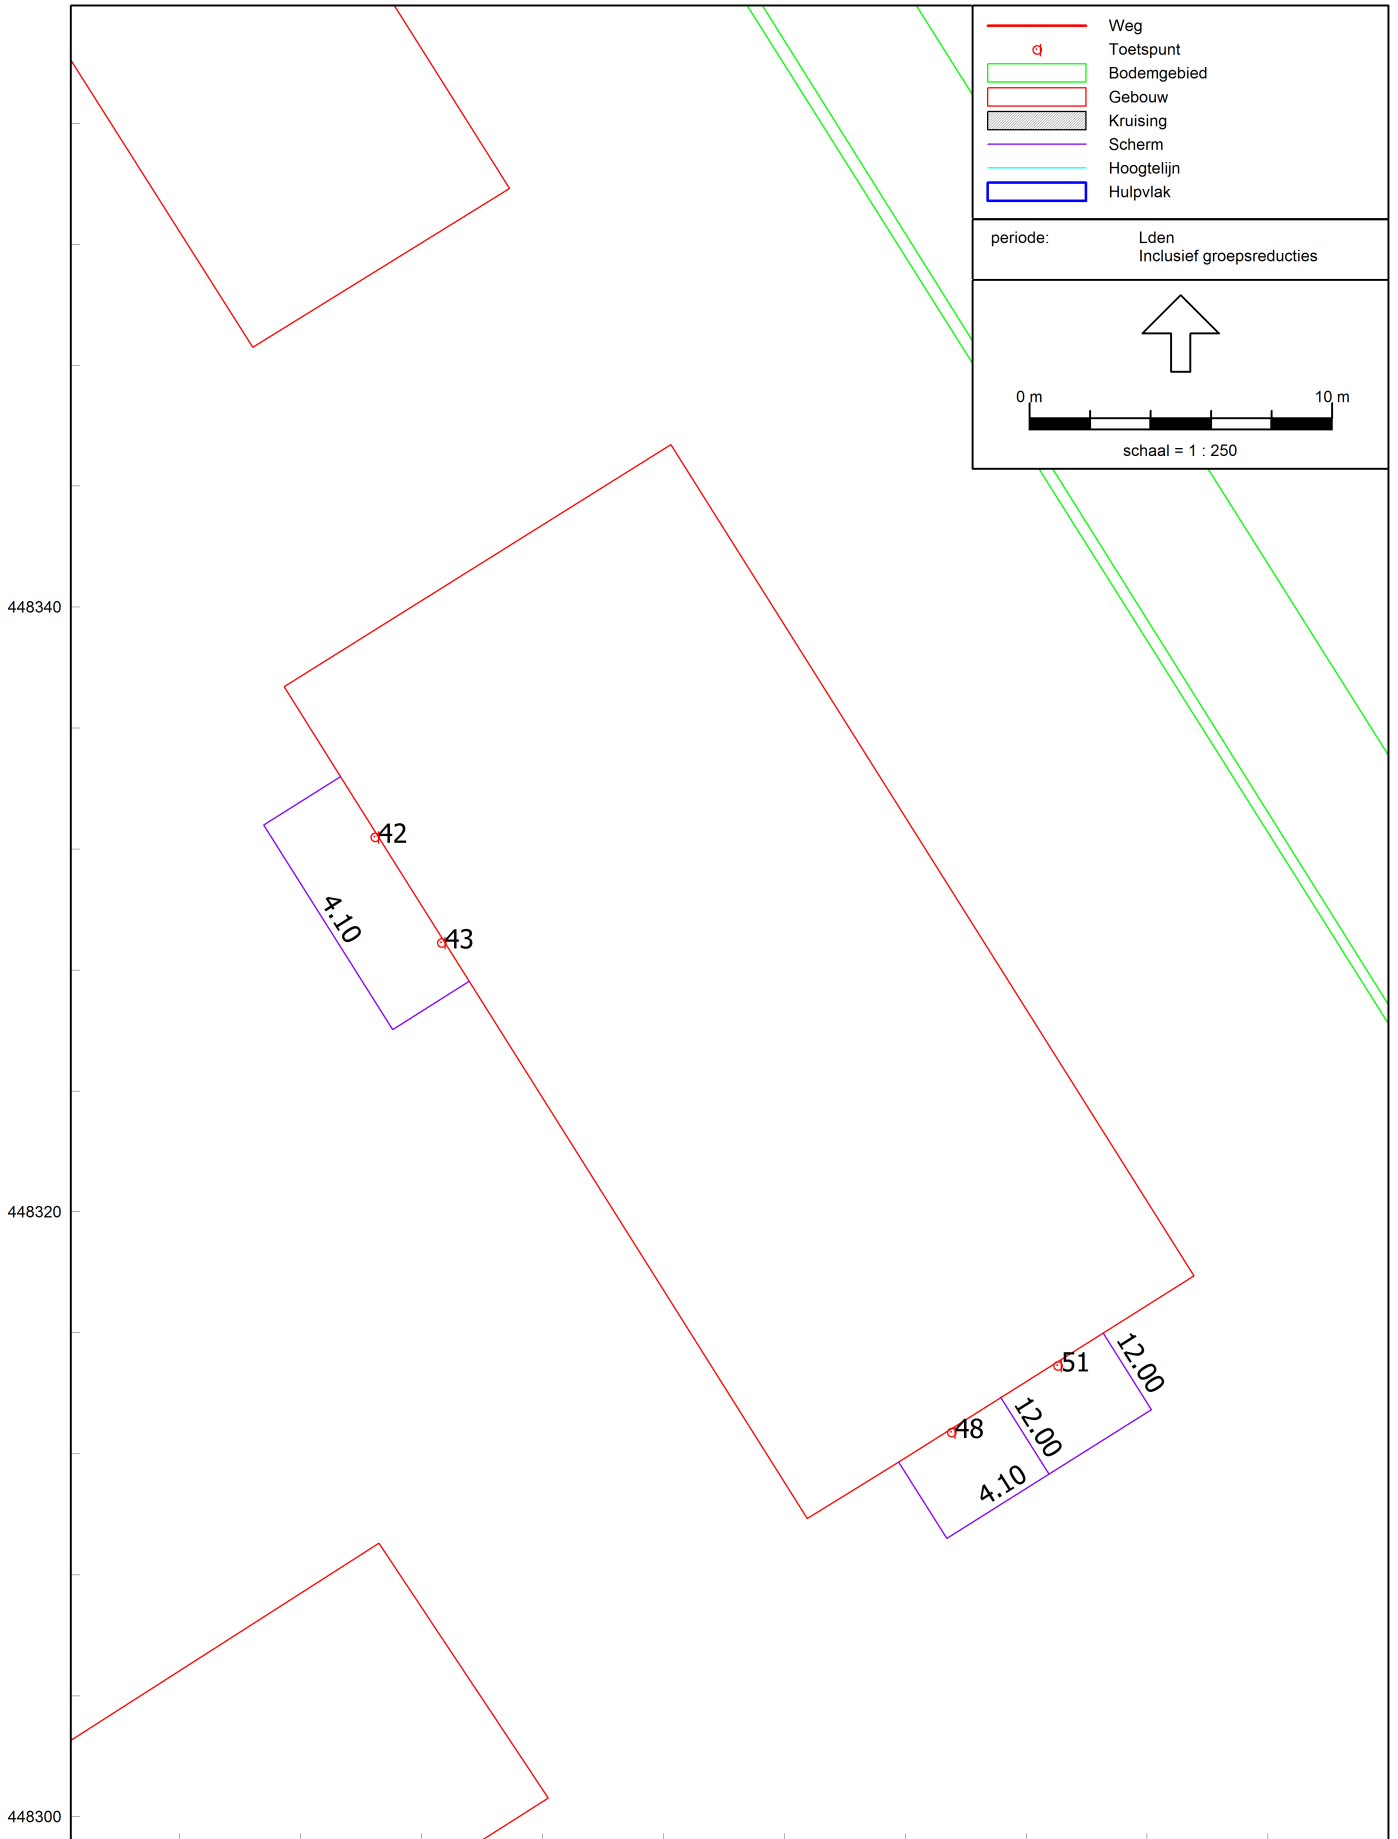 Weg
Toetspunt
Bodemgebied
Gebouw
Kruising
Scherm
Hoogtelijn
Hulpvlak
periode: Lden
Inclusief groepsreducties
0 m 10 m
schaal = 1 : 250
448340
42
4.10
43
448320
12.00
51
12.00
48
4.10
448300